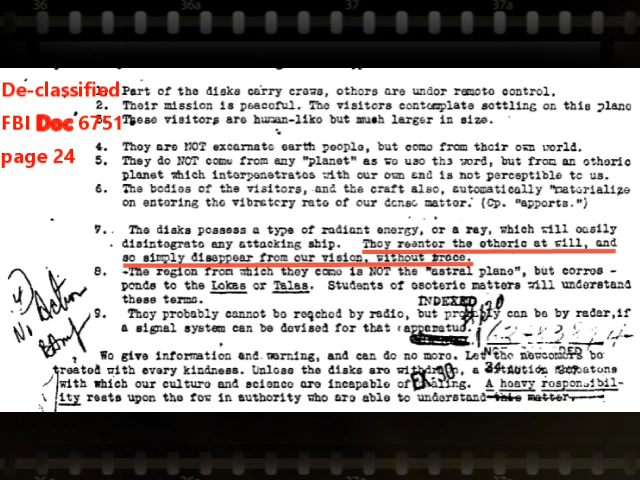 36 36a 37 37a
De-classified
FBI Doc 6751
page 24
1. Part of the disks carry crews, others are under remote control.
2. Their mission is peaceful. The visitors contemplate settling on this plane
3. These visitors are human-like but much larger in size.
4. They are NOT excarnate earth people, but come from their own world.
5. They do NOT come from any "planet" as we use the word, but from an etheric
planet which interpenetrates with our own and is not perceptible to us.
6. The bodies of the visitors, and the craft also, automatically "materialize
on entering the vibratory rate of our dense matter. (Cp. "apports.")
7. The disks possess a type of radiant energy, or a ray, which will easily
disintegrate any attacking ship. They reenter the etheric at will, and
so simply disappear from our vision, without trace.
8. -The region from which they come is NOT the "astral plane", but corres -
ponds to the Lokas or Talas. Students of esoteric matters will understand
these terms.
INDEXED
9. They probably cannot be reached by radio, but probably can be by radar, if
a signal system can be devised for that apparatus.
No Action
We give information and warning, and can do no more. Let the newcomers be
treated with every kindness. Unless the disks are withdrawn, a
with which our culture and science are incapable of dealing. A heavy responsibil-
ity rests upon the few in authority who are able to understand this matter.
EX-30